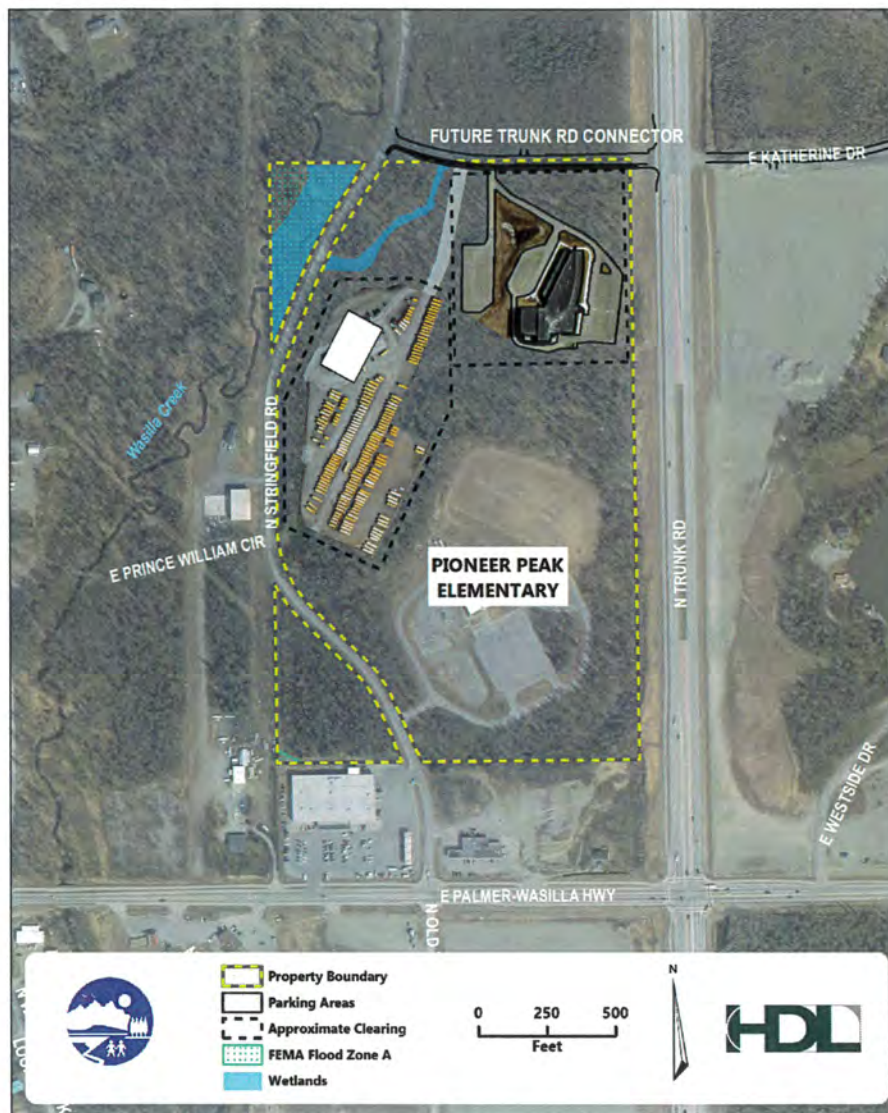 FUTURE TRUNK RD CONNECTOR
E KATHERINE DR
Wasilla Creek
N STRINGFIELD RD
E PRINCE WILLIAM CIR
PIONEER PEAK
ELEMENTARY
N TRUNK RD
E WESTSIDE DR
E PALMER-WASILLA HWY
N OLD
Property Boundary
Parking Areas
Approximate Clearing
FEMA Flood Zone A
Wetlands
0 250 500
Feet
N
HDL